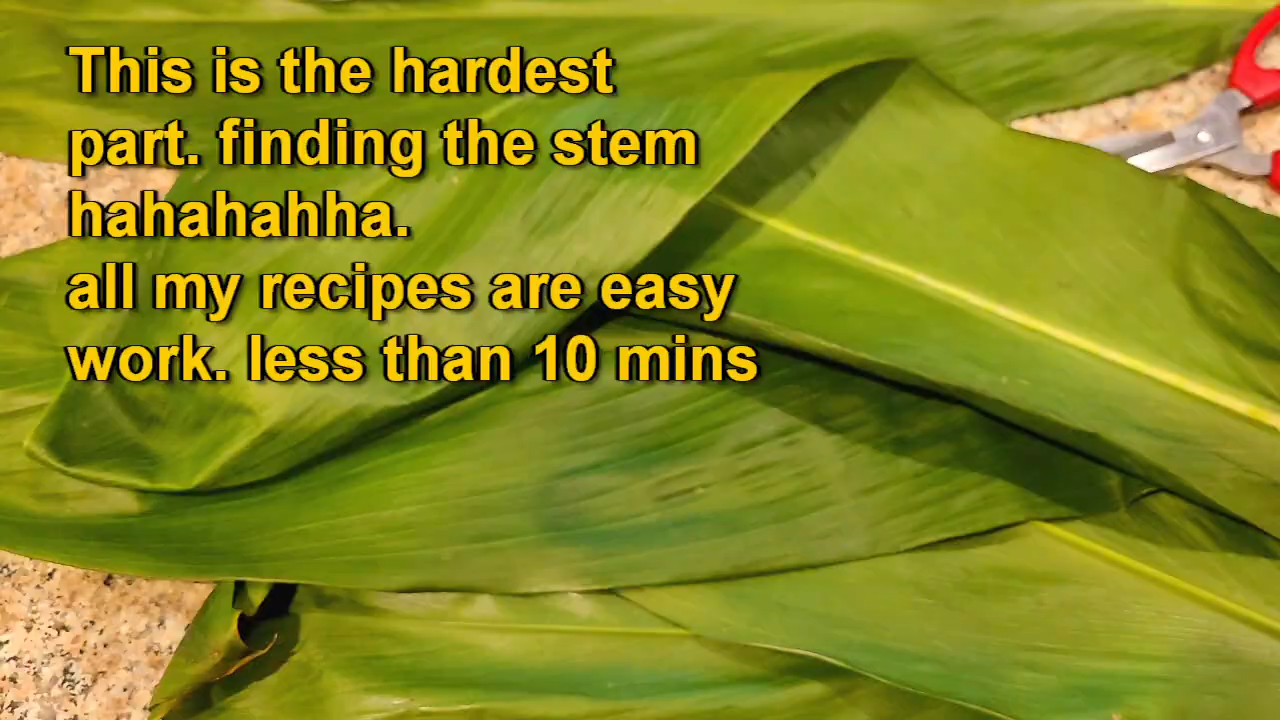 This is the hardest
part. finding the stem
hahahahha.
all my recipes are easy
work. less than 10 mins